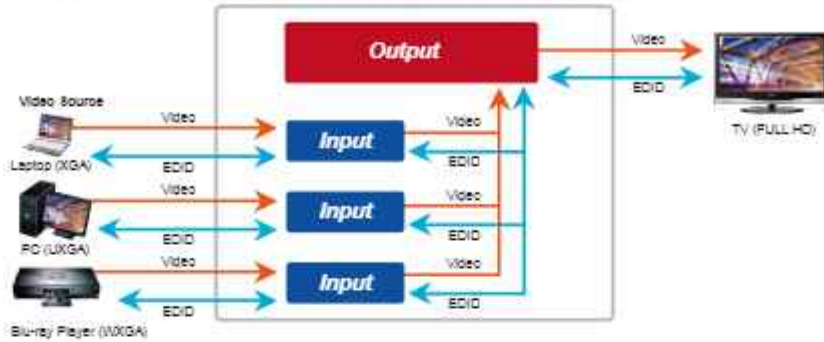 Output
Video
EDID
TV (FULL HD)
Video Source
Video
EDID
Laptop (XGA)
Input
Video
EDID
Video
EDID
PC (UXGA)
Input
Video
EDID
Video
EDID
Blu-ray Player (WXGA)
Input
Video
EDID